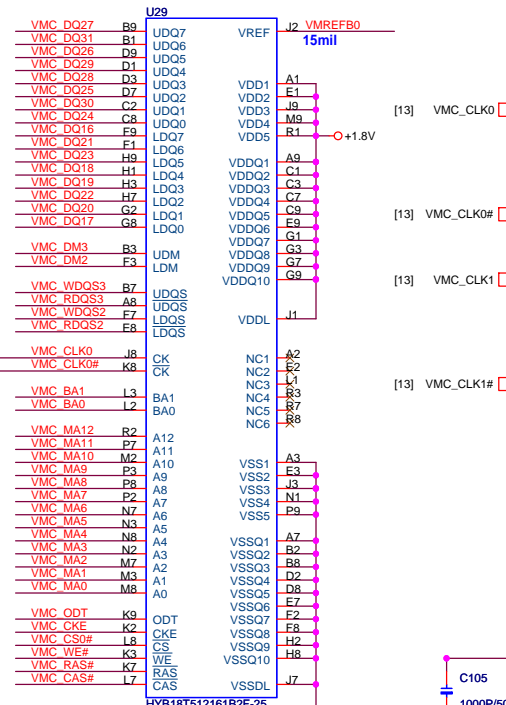 U29
VMC_DQ27 B9 UDQ7 VREF J2 VMREFB0
15mil
VMC_DQ31 B1 UDQ6
VMC_DQ26 D9 UDQ5
VMC_DQ29 D1 UDQ4
VMC_DQ28 D3 UDQ3 VDD1 A1
VMC_DQ25 D7 UDQ2 VDD2 E1
VMC_DQ30 C2 UDQ1 VDD3 J9
VMC_DQ24 C8 UDQ0 VDD4 M9
VMC_DQ16 F9 LDQ7 VDD5 R1 +1.8V
VMC_DQ21 F1 LDQ6
VMC_DQ23 H9 LDQ5 VDDQ1 A9
VMC_DQ18 H1 LDQ4 VDDQ2 C1
VMC_DQ19 H3 LDQ3 VDDQ3 C3
VMC_DQ22 H7 LDQ2 VDDQ4 C7
VMC_DQ20 G2 LDQ1 VDDQ5 C9
VMC_DQ17 G8 LDQ0 VDDQ6 E9
VDDQ7 G1
VMC_DM3 B3 UDM VDDQ8 G3
VMC_DM2 F3 LDM VDDQ9 G7
VDDQ10 G9
VMC_WDQS3 B7 UDQS
VMC_RDQS3 A8 UDQS
VMC_WDQS2 F7 LDQS VDDL J1
VMC_RDQS2 E8 LDQS
VMC_CLK0 J8 CK NC1 A2
VMC_CLK0# K8 CK NC2 E2
NC3 L1
VMC_BA1 L3 BA1 NC4 R3
VMC_BA0 L2 BA0 NC5 R7
NC6 R8
VMC_MA12 R2 A12
VMC_MA11 P7 A11
VMC_MA10 M2 A10 VSS1 A3
VMC_MA9 P3 A9 VSS2 E3
VMC_MA8 P8 A8 VSS3 J3
VMC_MA7 P2 A7 VSS4 N1
VMC_MA6 N7 A6 VSS5 P9
VMC_MA5 N3 A5
VMC_MA4 N8 A4 VSSQ1 A7
VMC_MA3 N2 A3 VSSQ2 B2
VMC_MA2 M7 A2 VSSQ3 B8
VMC_MA1 M3 A1 VSSQ4 D2
VMC_MA0 M8 A0 VSSQ5 D8
VSSQ6 E7
VMC_ODT K9 ODT VSSQ7 F2
VMC_CKE K2 CKE VSSQ8 F8
VMC_CS0# L8 CS VSSQ9 H2
VMC_WE# K3 WE VSSQ10 H8
VMC_RAS# K7 RAS
VMC_CAS# L7 CAS VSSDL J7
HYB18T512161B2F-25
[13] VMC_CLK0
[13] VMC_CLK0#
[13] VMC_CLK1
[13] VMC_CLK1#
C105
1000P/50